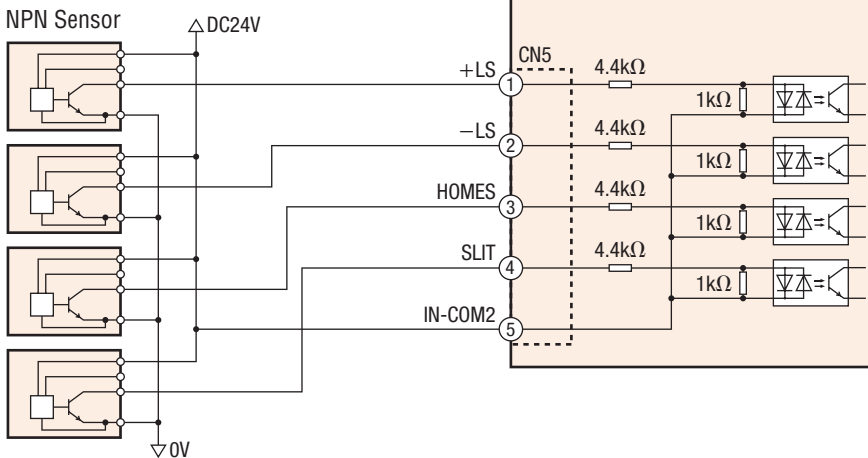 NPN Sensor
DC24V
CN5
+LS
1
4.4kΩ
1kΩ
−LS
2
4.4kΩ
1kΩ
HOMES
3
4.4kΩ
1kΩ
SLIT
4
4.4kΩ
1kΩ
IN-COM2
5
0V